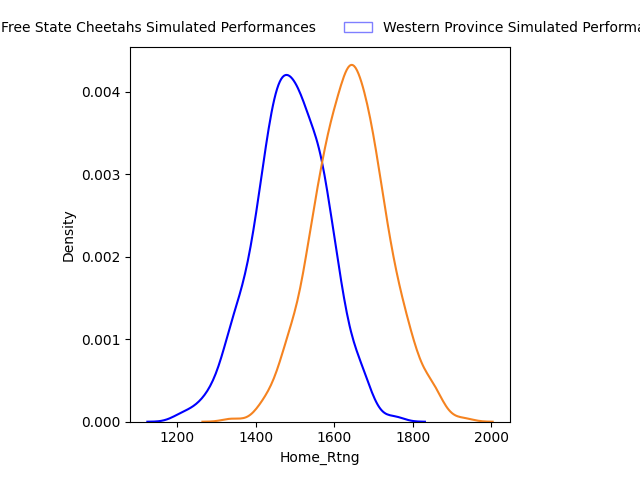 Free State Cheetahs Simulated Performances Western Province Simulated
0.004
0.003
0.002
0.001
0.000
Density
1200 1400 1600 1800 2000
Home_Rtng